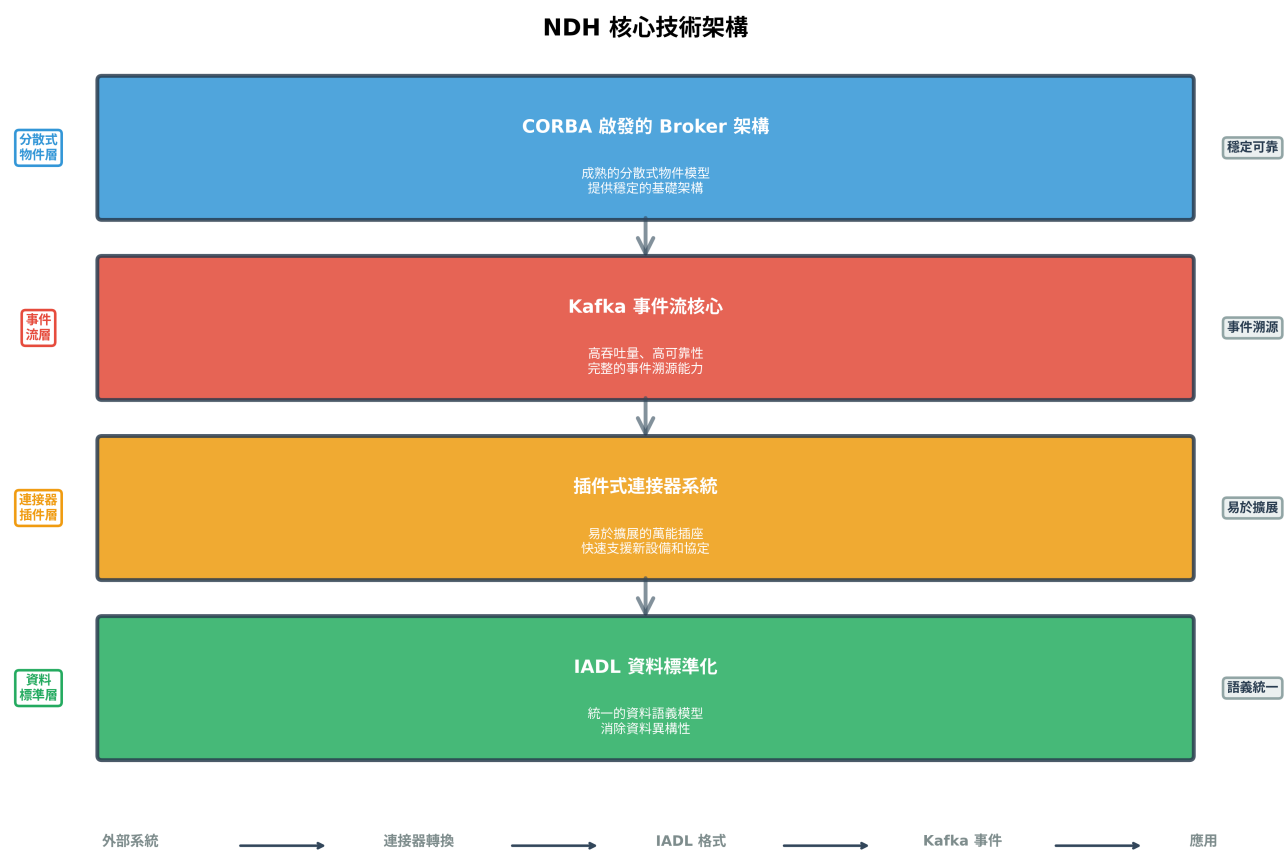 NDH 核心技術架構
分散式
物件層
CORBA 啟發的 Broker 架構
成熟的分散式物件模型
提供穩定的基礎架構
穩定可靠
事件
流層
Kafka 事件流核心
高吞吐量、高可靠性
完整的事件溯源能力
事件溯源
連接器
插件層
插件式連接器系統
易於擴展的萬能插座
快速支援新設備和協定
易於擴展
資料
標準層
IADL 資料標準化
統一的資料語義模型
消除資料異構性
語義統一
外部系統
連接器轉換
IADL 格式
Kafka 事件
應用